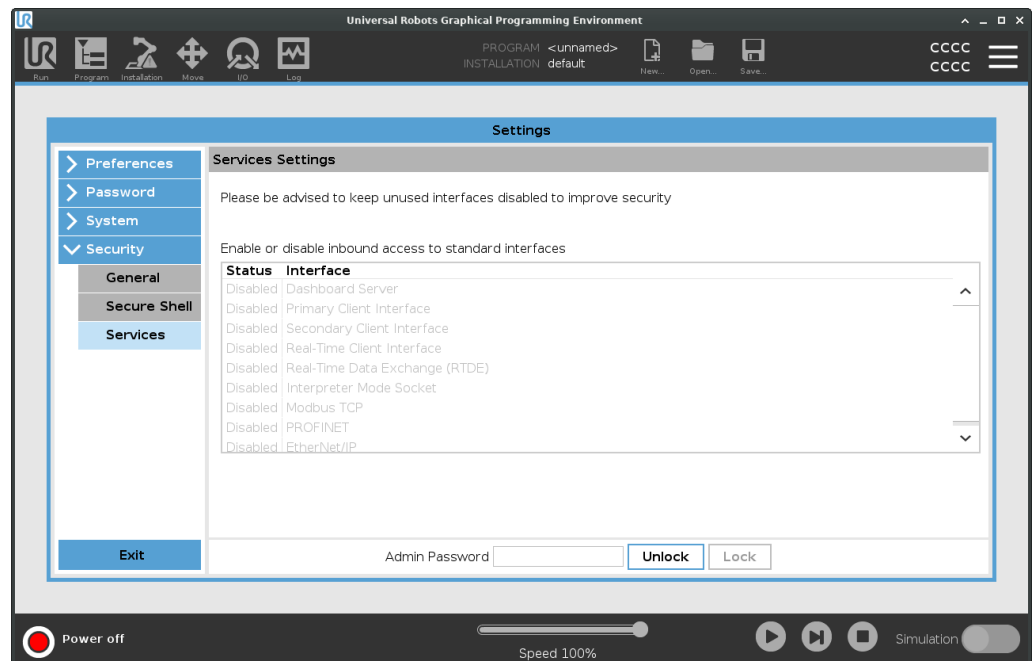 UR Universal Robots Graphical Programming Environment
UR
Run Program Installation Move I/O Log
PROGRAM <unnamed>
INSTALLATION default
New... Open... Save...
CCCC
CCCC
Settings
Preferences
Password
System
Security
General
Secure Shell
Services
Exit
Services Settings
Please be advised to keep unused interfaces disabled to improve security
Enable or disable inbound access to standard interfaces
Status Interface
Disabled Dashboard Server
Disabled Primary Client Interface
Disabled Secondary Client Interface
Disabled Real-Time Client Interface
Disabled Real-Time Data Exchange (RTDE)
Disabled Interpreter Mode Socket
Disabled Modbus TCP
Disabled PROFINET
Disabled EtherNet/IP
Admin Password Unlock Lock
Power off
Speed 100%
Simulation